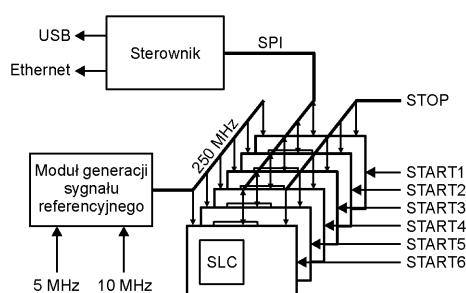 USB
Ethernet
Sterownik
SPI
STOP
250 MHz
Moduł generacji
sygnału
referencyjnego
START1
START2
START3
START4
START5
START6
SLC
5 MHz
10 MHz